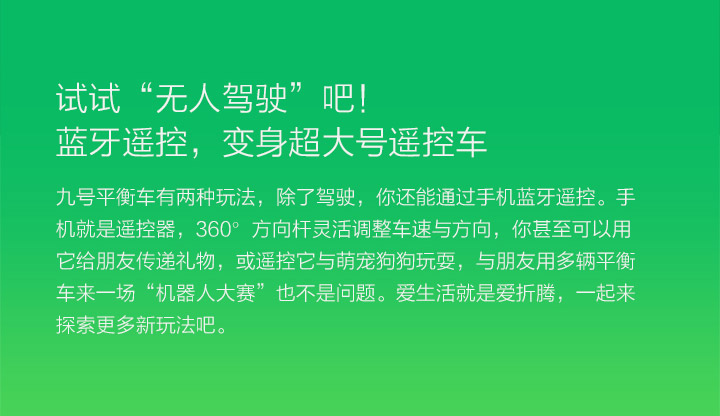 试试“无人驾驶”吧！
蓝牙遥控，变身超大号遥控车
九号平衡车有两种玩法，除了驾驶，你还能通过手机蓝牙遥控。手
机就是遥控器，360°方向杆灵活调整车速与方向，你甚至可以用
它给朋友传递礼物，或遥控它与萌宠狗狗玩耍，与朋友用多辆平衡
车来一场“机器人大赛”也不是问题。爱生活就是爱折腾，一起来
探索更多新玩法吧。